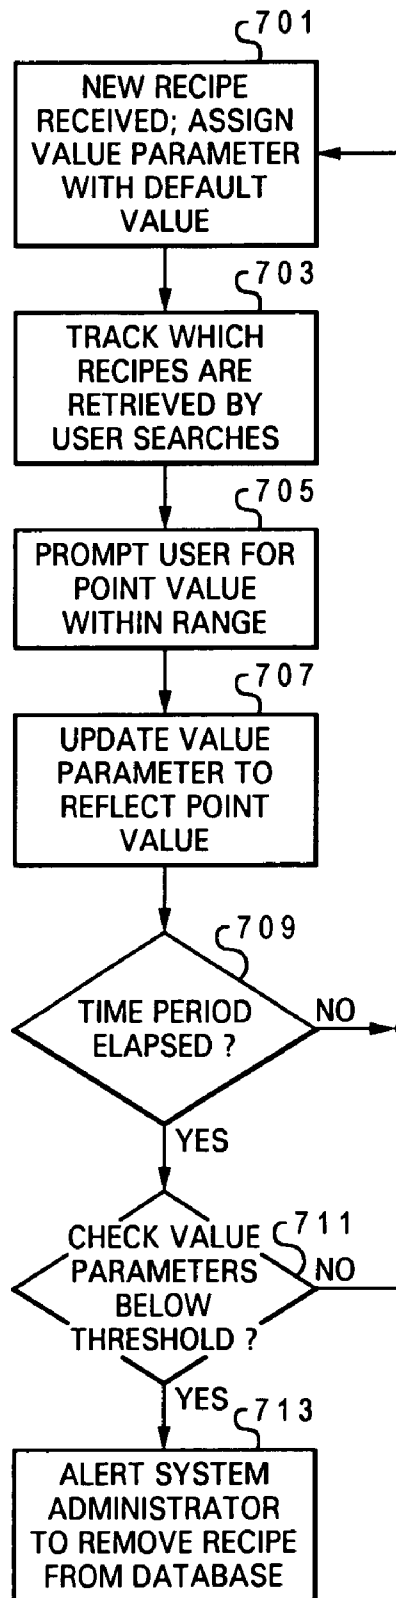 701
NEW RECIPE
RECEIVED; ASSIGN
VALUE PARAMETER
WITH DEFAULT
VALUE
703
TRACK WHICH
RECIPES ARE
RETRIEVED BY
USER SEARCHES
705
PROMPT USER FOR
POINT VALUE
WITHIN RANGE
707
UPDATE VALUE
PARAMETER TO
REFLECT POINT
VALUE
709
TIME PERIOD
ELAPSED ?
NO
YES
711
CHECK VALUE
PARAMETERS
BELOW
THRESHOLD ?
NO
YES
713
ALERT SYSTEM
ADMINISTRATOR
TO REMOVE RECIPE
FROM DATABASE